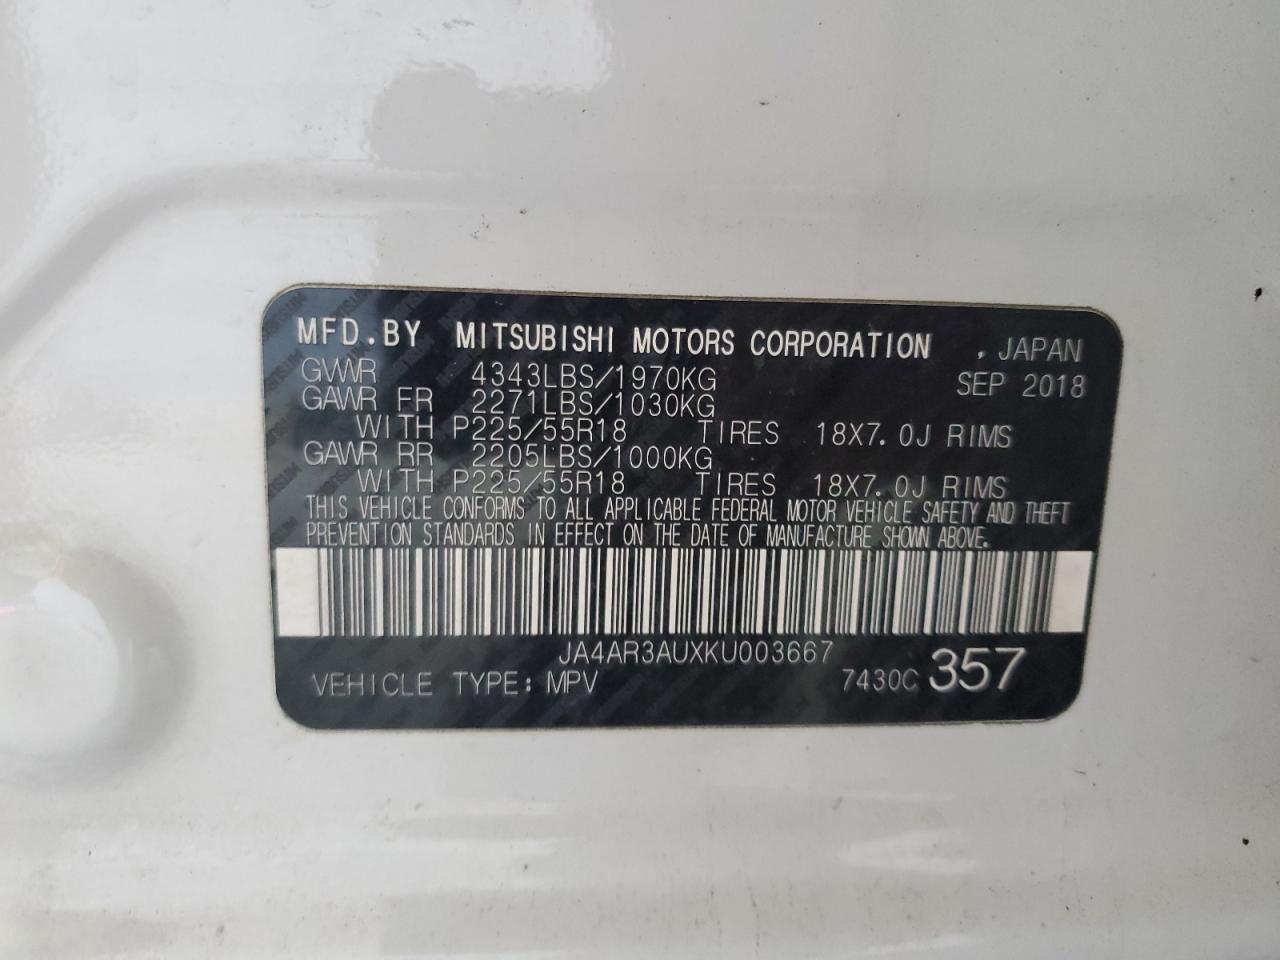 MFD.BY MITSUBISHI MOTORS CORPORATION , JAPAN
GVWR 4343LBS/1970KG SEP 2018
GAWR FR 2271LBS/1030KG
WITH P225/55R18 TIRES 18X7.0J RIMS
GAWR RR 2205LBS/1000KG
WITH P225/55R18 TIRES 18X7.0J RIMS
THIS VEHICLE CONFORMS TO ALL APPLICABLE FEDERAL MOTOR VEHICLE SAFETY AND THEFT
PREVENTION STANDARDS IN EFFECT ON THE DATE OF MANUFACTURE SHOWN ABOVE.
JA4AR3AUXKU003667
VEHICLE TYPE: MPV 7430C 357